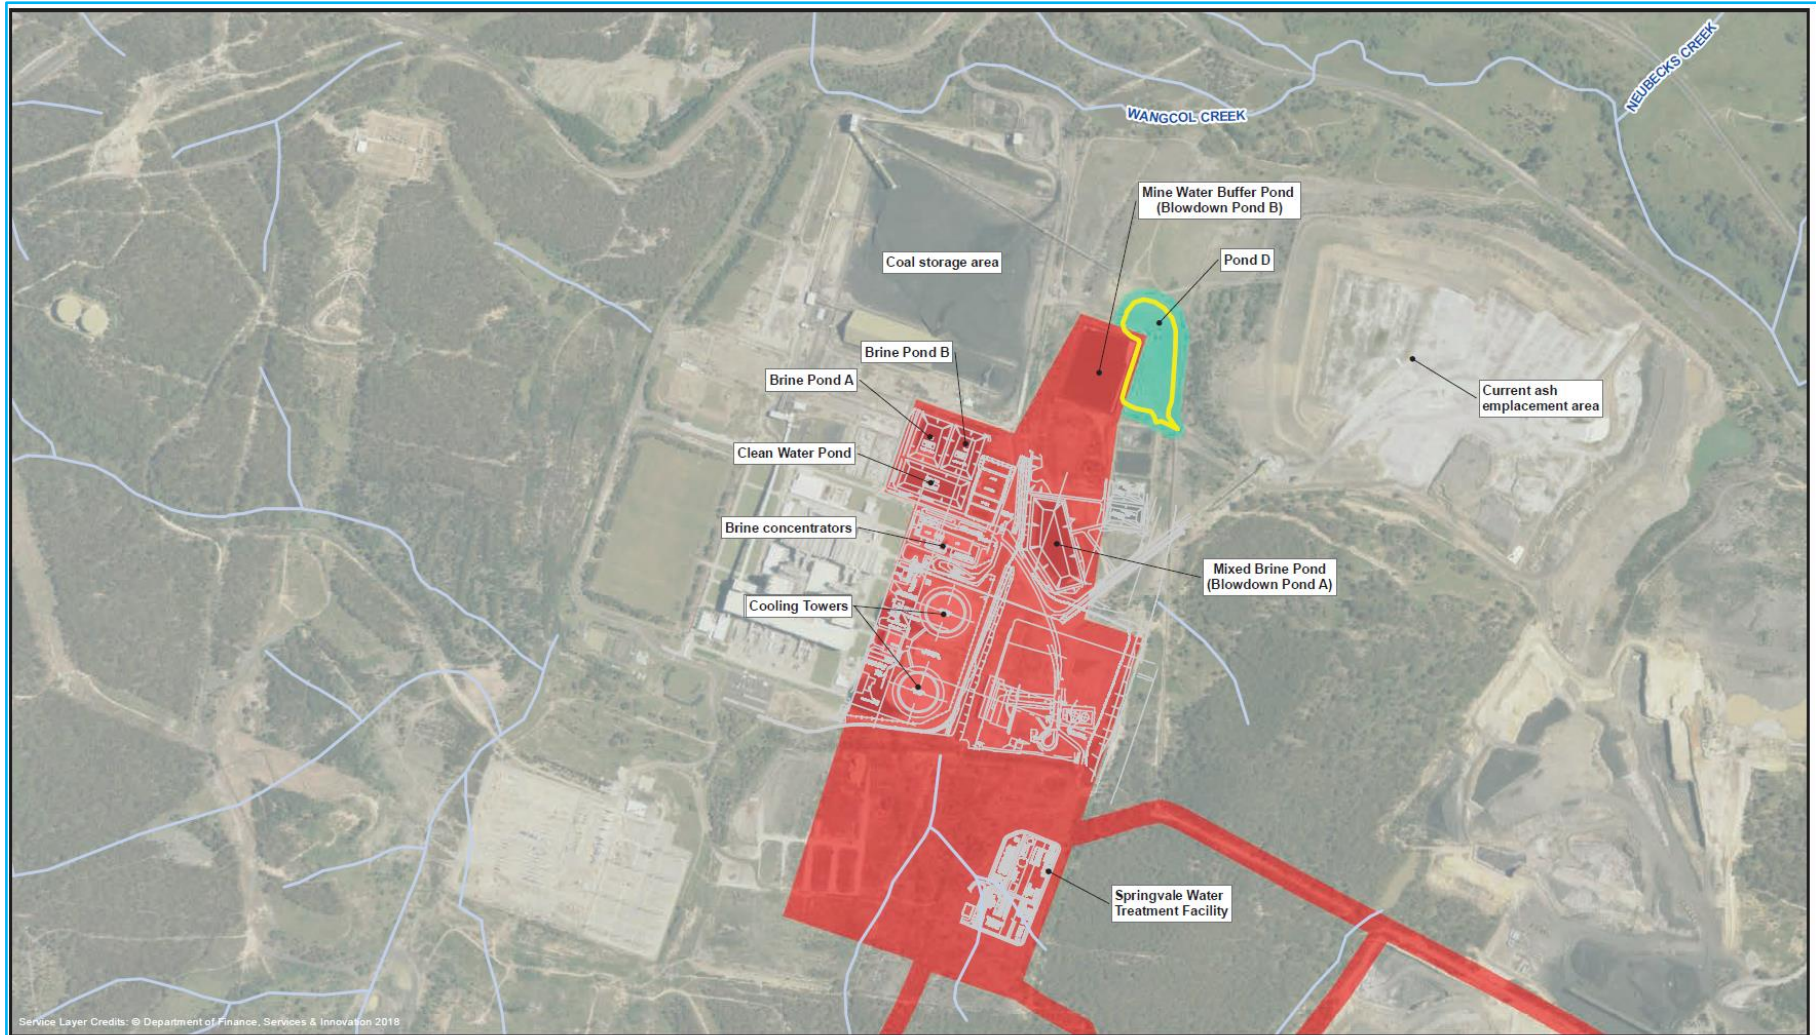 NEUBECKS CREEK
WANGCOL CREEK
Mine Water Buffer Pond
(Blowdown Pond B)
Pond D
Coal storage area
Brine Pond B
Brine Pond A
Current ash
emplacement area
Clean Water Pond
Brine concentrators
Mixed Brine Pond
(Blowdown Pond A)
Cooling Towers
Springvale Water
Treatment Facility
Service Layer Credits: © Department of Finance, Services & Innovation 2018